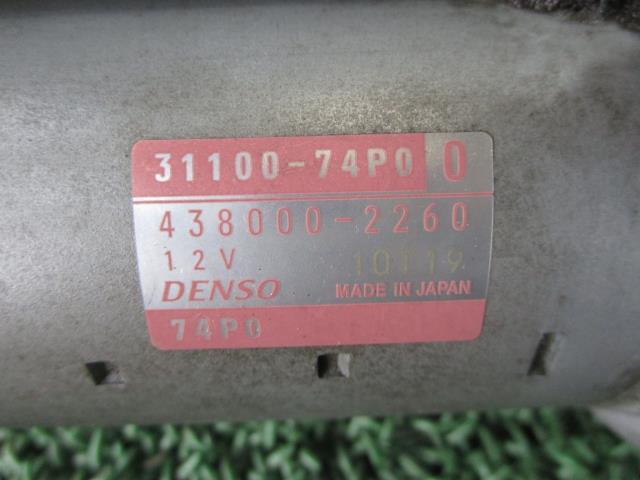 31100-74P0 0
438000-2260
12V 10T19
DENSO MADE IN JAPAN
74P0